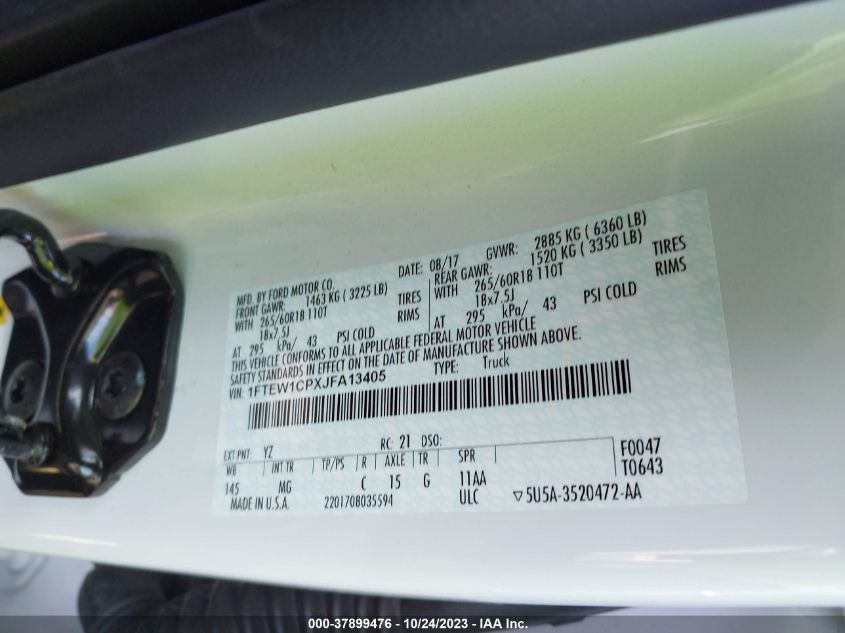 MFD. BY FORD MOTOR CO.
DATE: 08/17
GVWR: 2885 KG ( 6360 LB)
FRONT GAWR: 1463 KG ( 3225 LB)
REAR GAWR: 1520 KG ( 3350 LB)
WITH 265/60R18 110T TIRES
WITH 265/60R18 110T TIRES
18x7.5J RIMS
18x7.5J RIMS
AT 295 kPa/ 43 PSI COLD
AT 295 kPa/ 43 PSI COLD
THIS VEHICLE CONFORMS TO ALL APPLICABLE FEDERAL MOTOR VEHICLE
SAFETY STANDARDS IN EFFECT ON THE DATE OF MANUFACTURE SHOWN ABOVE.
VIN: 1FTEW1CPXJFA13405
TYPE: Truck
EXT PNT: YZ RC: 21 DSO: F0047
WB INT TR TP/PS R AXLE TR SPR T0643
145 MG C 15 G 11AA
MADE IN U.S.A. 2201708035594 ULC ▽5U5A-3520472-AA
000-37899476 - 10/24/2023 - IAA Inc.